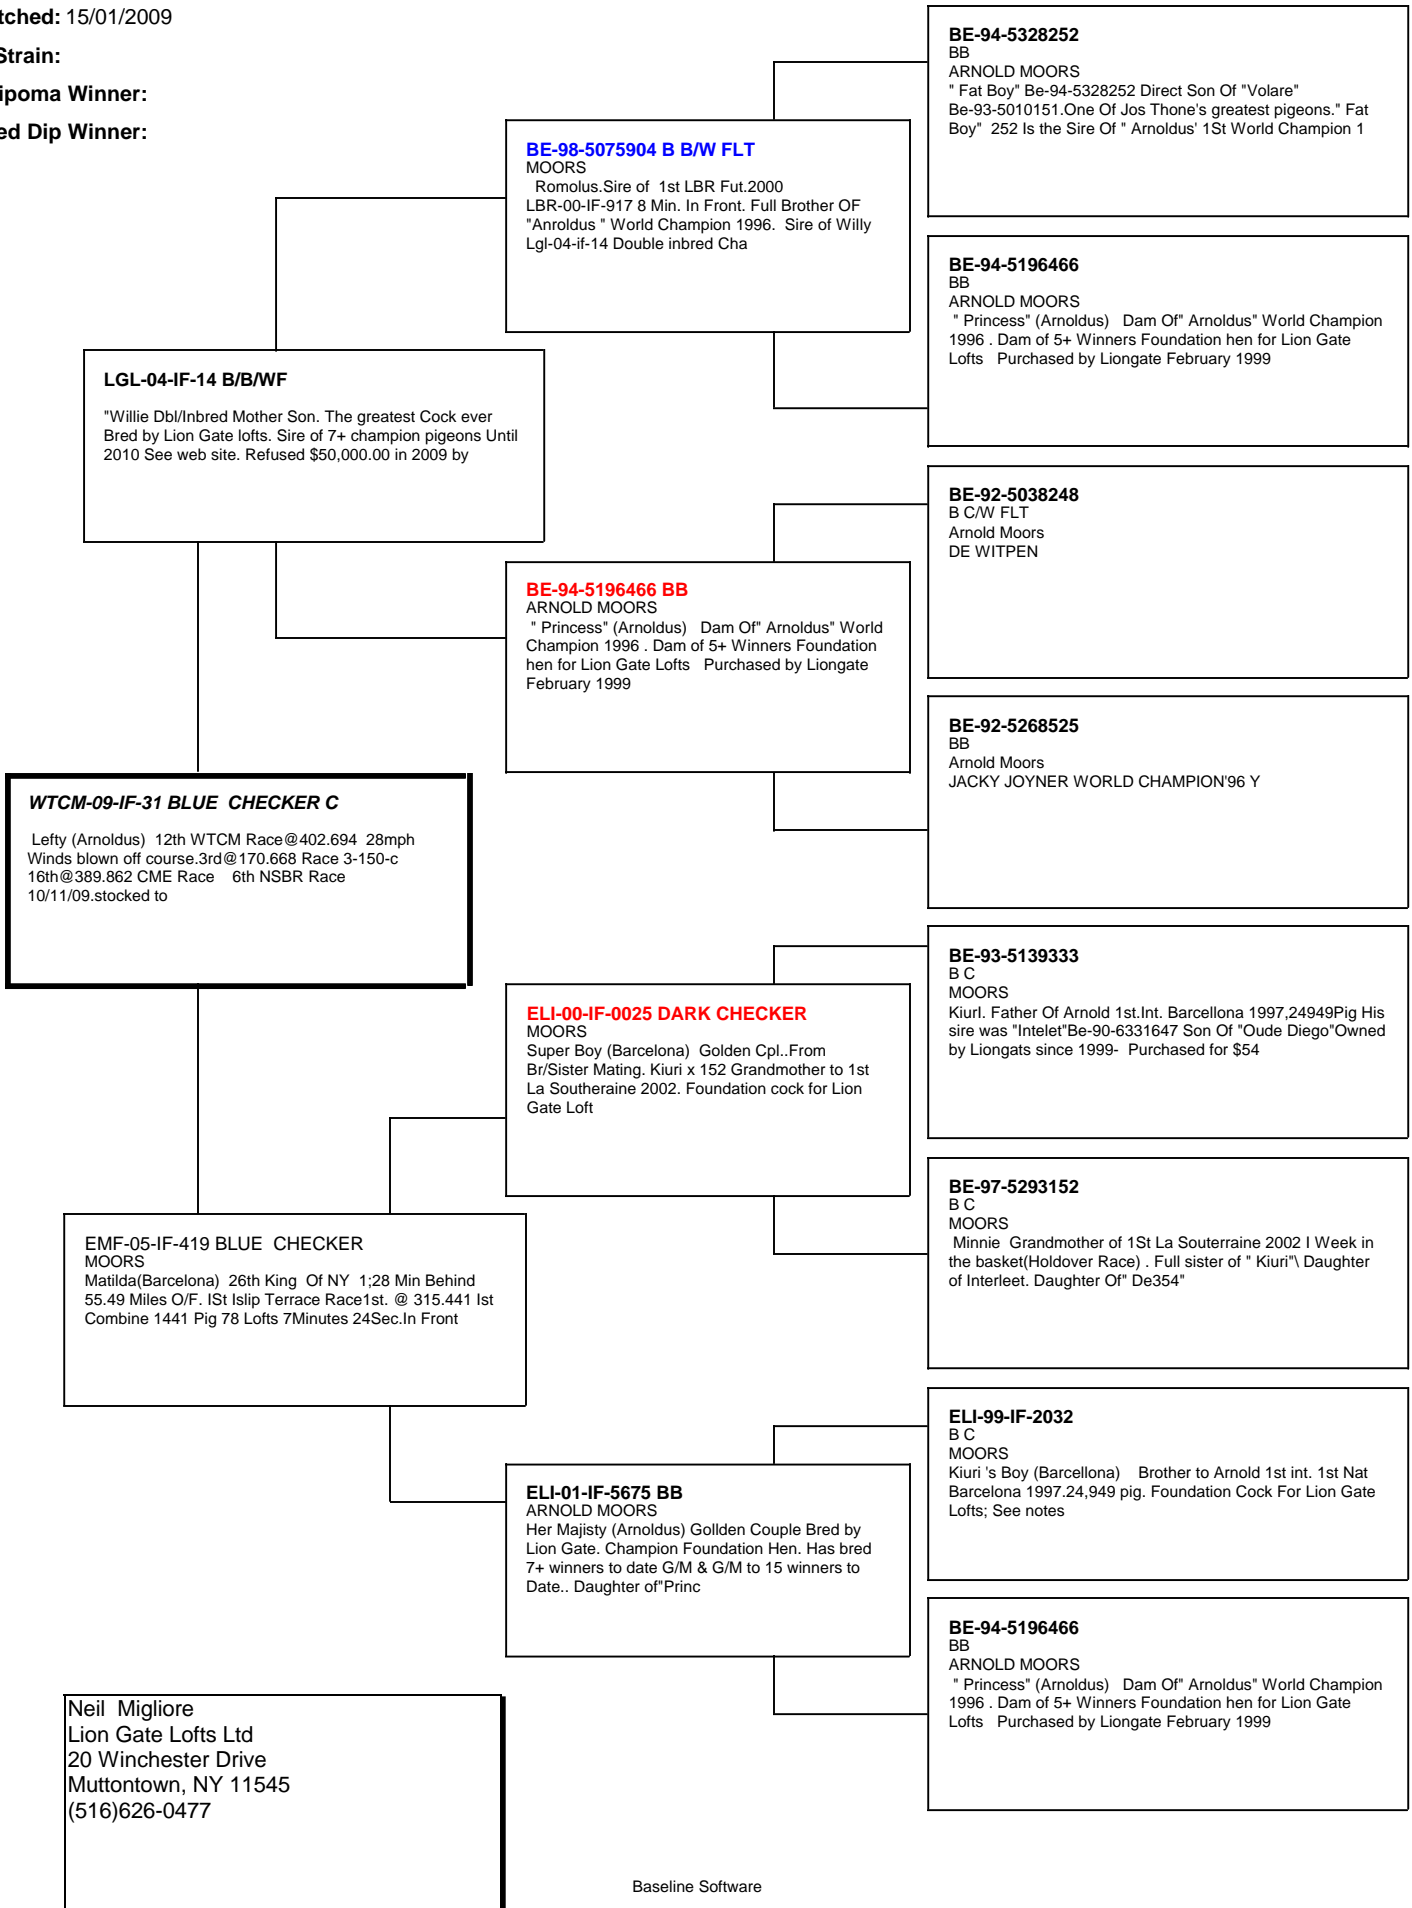 tched: 15/01/2009
Strain:
ipoma Winner:
ed Dip Winner:
BE-94-5328252
BB
ARNOLD MOORS
" Fat Boy" Be-94-5328252 Direct Son Of "Volare"
Be-93-5010151.One Of Jos Thone's greatest pigeons." Fat
Boy"  252 Is the Sire Of " Arnoldus' 1St World Champion 1
BE-98-5075904 B B/W FLT
MOORS
Romolus.Sire of  1st LBR Fut.2000
LBR-00-IF-917 8 Min. In Front. Full Brother OF
"Anroldus " World Champion 1996.  Sire of Willy
Lgl-04-if-14 Double inbred Cha
BE-94-5196466
BB
ARNOLD MOORS
" Princess" (Arnoldus)   Dam Of" Arnoldus" World Champion
1996 . Dam of 5+ Winners Foundation hen for Lion Gate
Lofts   Purchased by Liongate February 1999
LGL-04-IF-14 B/B/WF
"Willie Dbl/Inbred Mother Son. The greatest Cock ever
Bred by Lion Gate lofts. Sire of 7+ champion pigeons Until
2010 See web site. Refused $50,000.00 in 2009 by
BE-92-5038248
B C/W FLT
Arnold Moors
DE WITPEN
BE-94-5196466 BB
ARNOLD MOORS
" Princess" (Arnoldus)   Dam Of" Arnoldus" World
Champion 1996 . Dam of 5+ Winners Foundation
hen for Lion Gate Lofts   Purchased by Liongate
February 1999
BE-92-5268525
BB
Arnold Moors
JACKY JOYNER WORLD CHAMPION'96 Y
WTCM-09-IF-31 BLUE  CHECKER C
Lefty (Arnoldus)  12th WTCM Race@402.694  28mph
Winds blown off course.3rd@170.668 Race 3-150-c
16th@389.862 CME Race    6th NSBR Race
10/11/09.stocked to
BE-93-5139333
B C
MOORS
KiurI. Father Of Arnold 1st.Int. Barcellona 1997,24949Pig His
sire was "Intelet"Be-90-6331647 Son Of "Oude Diego"Owned
by Liongats since 1999-  Purchased for $54
ELI-00-IF-0025 DARK CHECKER
MOORS
Super Boy (Barcelona)  Golden Cpl..From
Br/Sister Mating. Kiuri x 152 Grandmother to 1st
La Southeraine 2002. Foundation cock for Lion
Gate Loft
BE-97-5293152
B C
MOORS
Minnie  Grandmother of 1St La Souterraine 2002 I Week in
the basket(Holdover Race) . Full sister of " Kiuri"\ Daughter
of Interleet. Daughter Of" De354"
EMF-05-IF-419 BLUE  CHECKER
MOORS
Matilda(Barcelona)  26th King  Of NY  1;28 Min Behind
55.49 Miles O/F. ISt Islip Terrace Race1st. @ 315.441 Ist
Combine 1441 Pig 78 Lofts 7Minutes 24Sec.In Front
ELI-99-IF-2032
B C
MOORS
Kiuri 's Boy (Barcellona)    Brother to Arnold 1st int. 1st Nat
Barcelona 1997.24,949 pig. Foundation Cock For Lion Gate
Lofts; See notes
ELI-01-IF-5675 BB
ARNOLD MOORS
Her Majisty (Arnoldus) Gollden Couple Bred by
Lion Gate. Champion Foundation Hen. Has bred
7+ winners to date G/M & G/M to 15 winners to
Date.. Daughter of"Princ
BE-94-5196466
BB
ARNOLD MOORS
" Princess" (Arnoldus)   Dam Of" Arnoldus" World Champion
1996 . Dam of 5+ Winners Foundation hen for Lion Gate
Lofts   Purchased by Liongate February 1999
Neil  Migliore
Lion Gate Lofts Ltd
20 Winchester Drive
Muttontown, NY 11545
(516)626-0477
Baseline Software